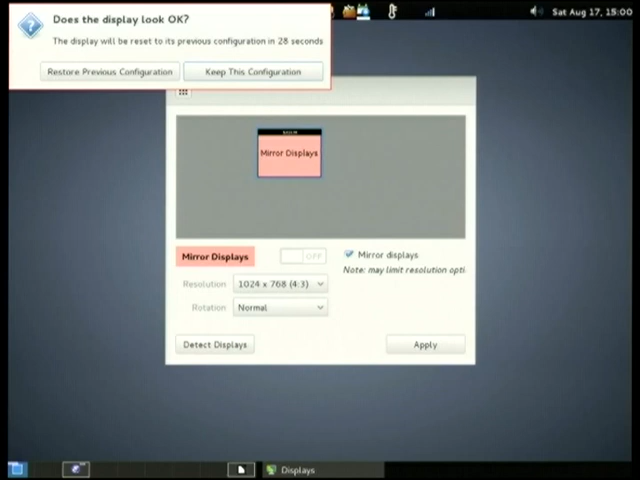 Does the display look OK?
The display will be reset to its previous configuration in 28 seconds
Restore Previous Configuration
Keep This Configuration
Sat Aug 17, 15:00
Mirror Displays
Mirror Displays
OFF
Mirror displays
Note: may limit resolution opti
Resolution
1024 x 768 (4:3)
Rotation
Normal
Detect Displays
Apply
Displays